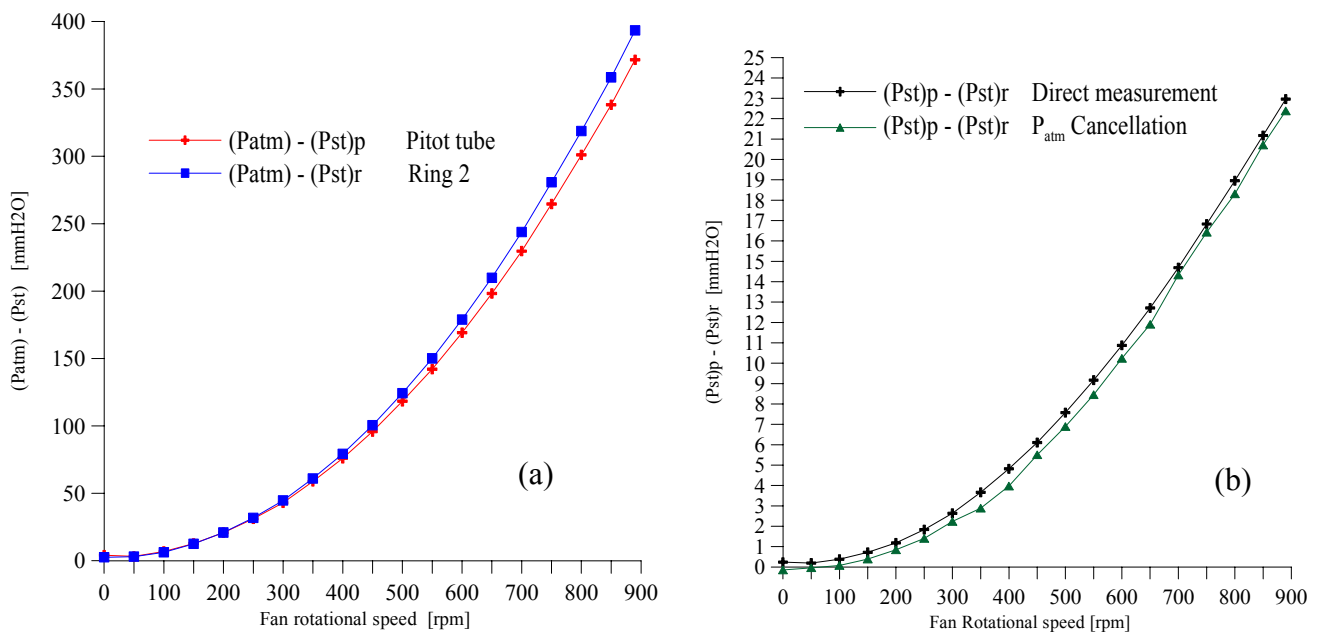 400
350
300
250
200
150
100
50
0
(Patm) - (Pst) [mmH2O]
(Patm) - (Pst)p Pitot tube
(Patm) - (Pst)r Ring 2
(a)
0 100 200 300 400 500 600 700 800 900
Fan rotational speed [rpm]
25
24
23
22
21
20
19
18
17
16
15
14
13
12
11
10
9
8
7
6
5
4
3
2
1
0
(Pst)p - (Pst)r [mmH2O]
(Pst)p - (Pst)r Direct measurement
(Pst)p - (Pst)r Patm Cancellation
(b)
0 100 200 300 400 500 600 700 800 900
Fan Rotational Speed [rpm]